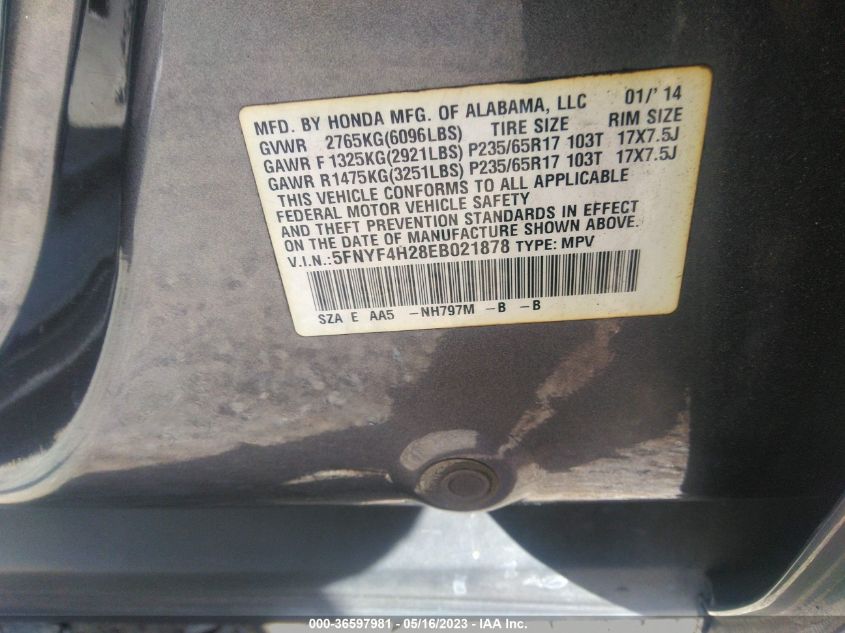 MFD. BY HONDA MFG. OF ALABAMA, LLC 01/'14
GVWR 2765KG(6096LBS) TIRE SIZE RIM SIZE
GAWR F 1325KG(2921LBS) P235/65R17 103T 17X7.5J
GAWR R1475KG(3251LBS) P235/65R17 103T 17X7.5J
THIS VEHICLE CONFORMS TO ALL APPLICABLE
FEDERAL MOTOR VEHICLE SAFETY
AND THEFT PREVENTION STANDARDS IN EFFECT
ON THE DATE OF MANUFACTURE SHOWN ABOVE.
V.I.N.:5FNYF4H28EB021878 TYPE: MPV
SZA E AA5 -NH797M -B -B
000-36597981 - 05/16/2023 - IAA Inc.